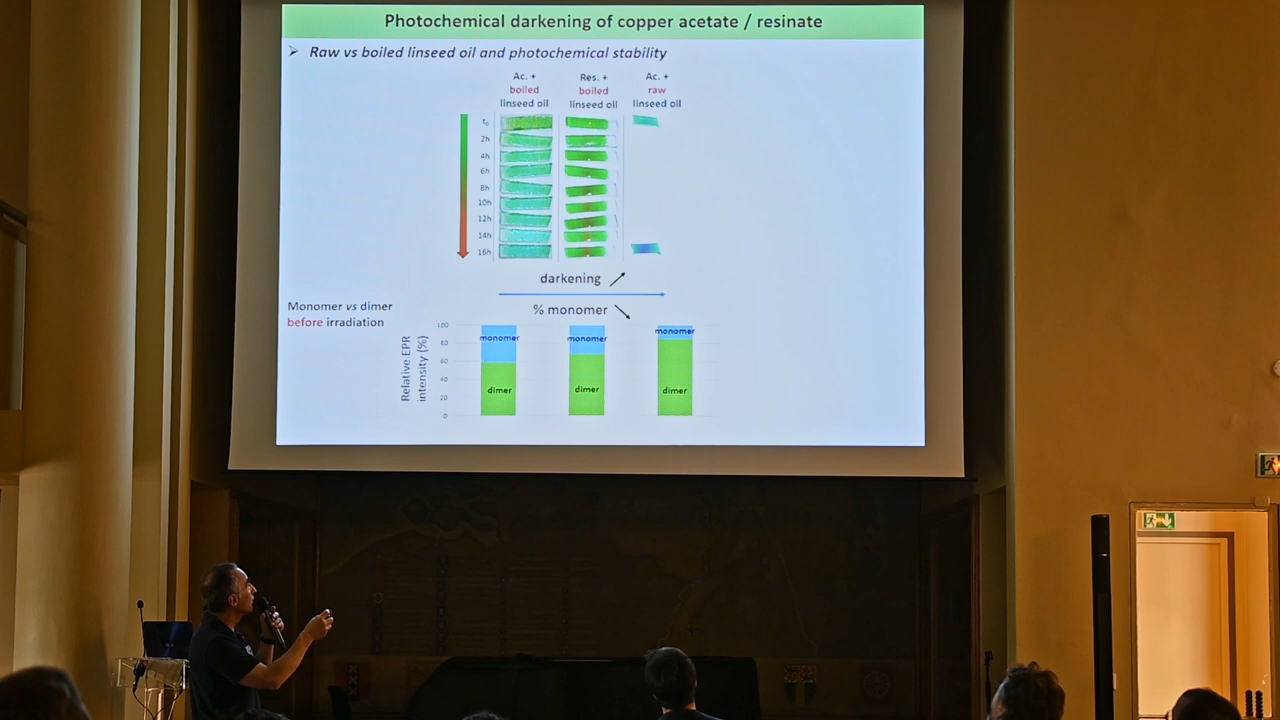 Photochemical darkening of copper acetate / resinate
Raw vs boiled linseed oil and photochemical stability
Ac. +
boiled
linseed oil
Res. +
boiled
linseed oil
Ac. +
raw
linseed oil
t₀
2h
4h
6h
8h
10h
12h
14h
16h
darkening
% monomer
Monomer vs dimer
before irradiation
Relative EPR
intensity (%)
100
80
60
40
20
0
monomer
dimer
monomer
dimer
monomer
dimer